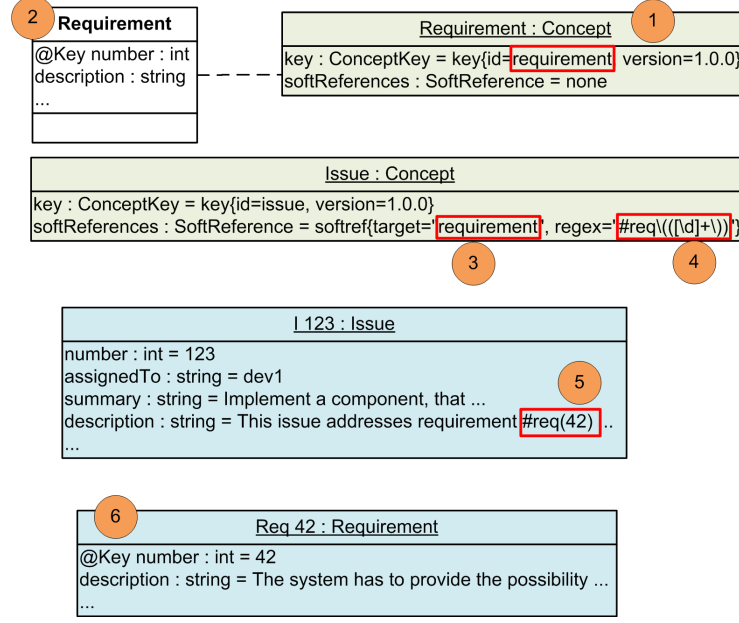 2
Requirement
@Key number : int
description : string
...
1
Requirement : Concept
key : ConceptKey = key{id=requirement version=1.0.0}
softReferences : SoftReference = none
Issue : Concept
key : ConceptKey = key{id=issue, version=1.0.0}
softReferences : SoftReference = softref{target='requirement', regex='#req\(([\d]+\))'}
3
4
I 123 : Issue
number : int = 123
assignedTo : string = dev1
summary : string = Implement a component, that ...
5
description : string = This issue addresses requirement #req(42) ..
...
6
Req 42 : Requirement
@Key number : int = 42
description : string = The system has to provide the possibility ...
...